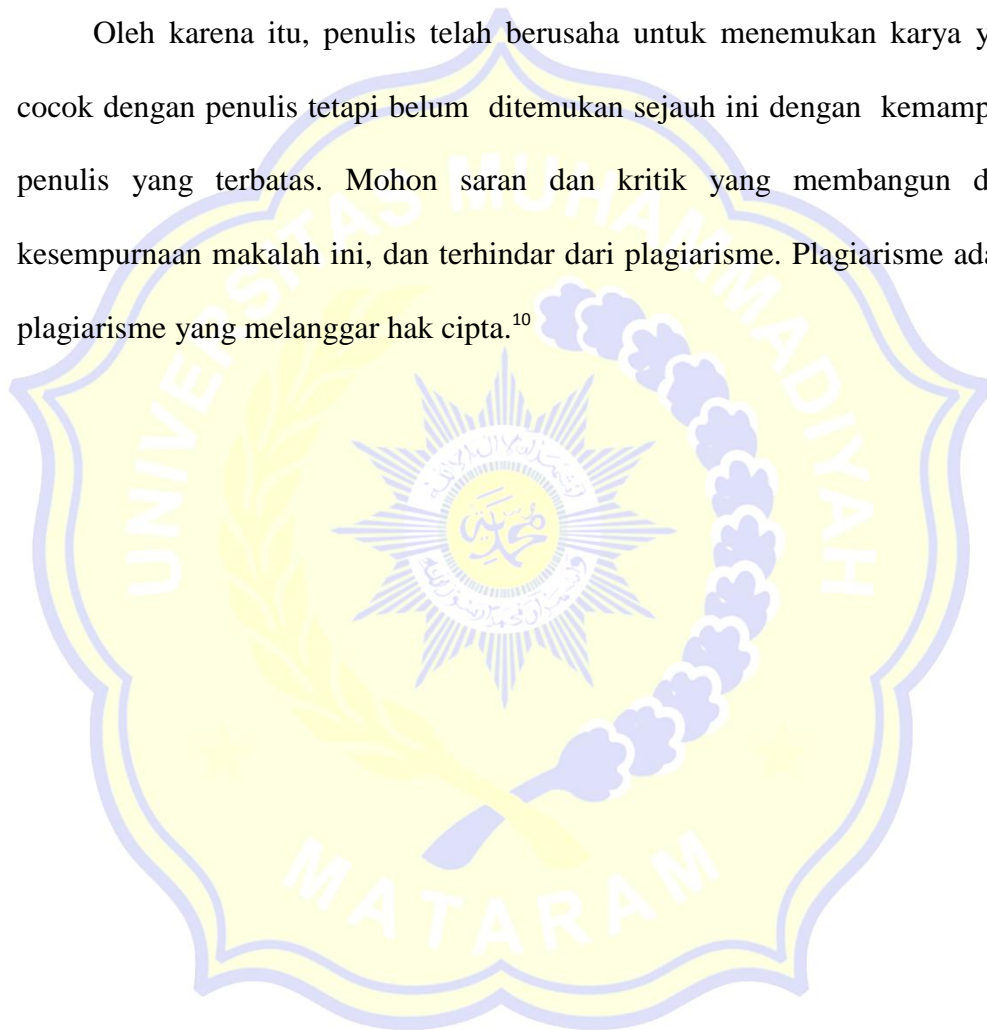 Oleh karena itu, penulis telah berusaha untuk menemukan karya y
cocok dengan penulis tetapi belum ditemukan sejauh ini dengan kemamp
penulis yang terbatas. Mohon saran dan kritik yang membangun d
kesempurnaan makalah ini, dan terhindar dari plagiarisme. Plagiarisme ada
plagiarisme yang melanggar hak cipta.10
UNIVERSITAS MUHAMMADIYAH
MATARAM